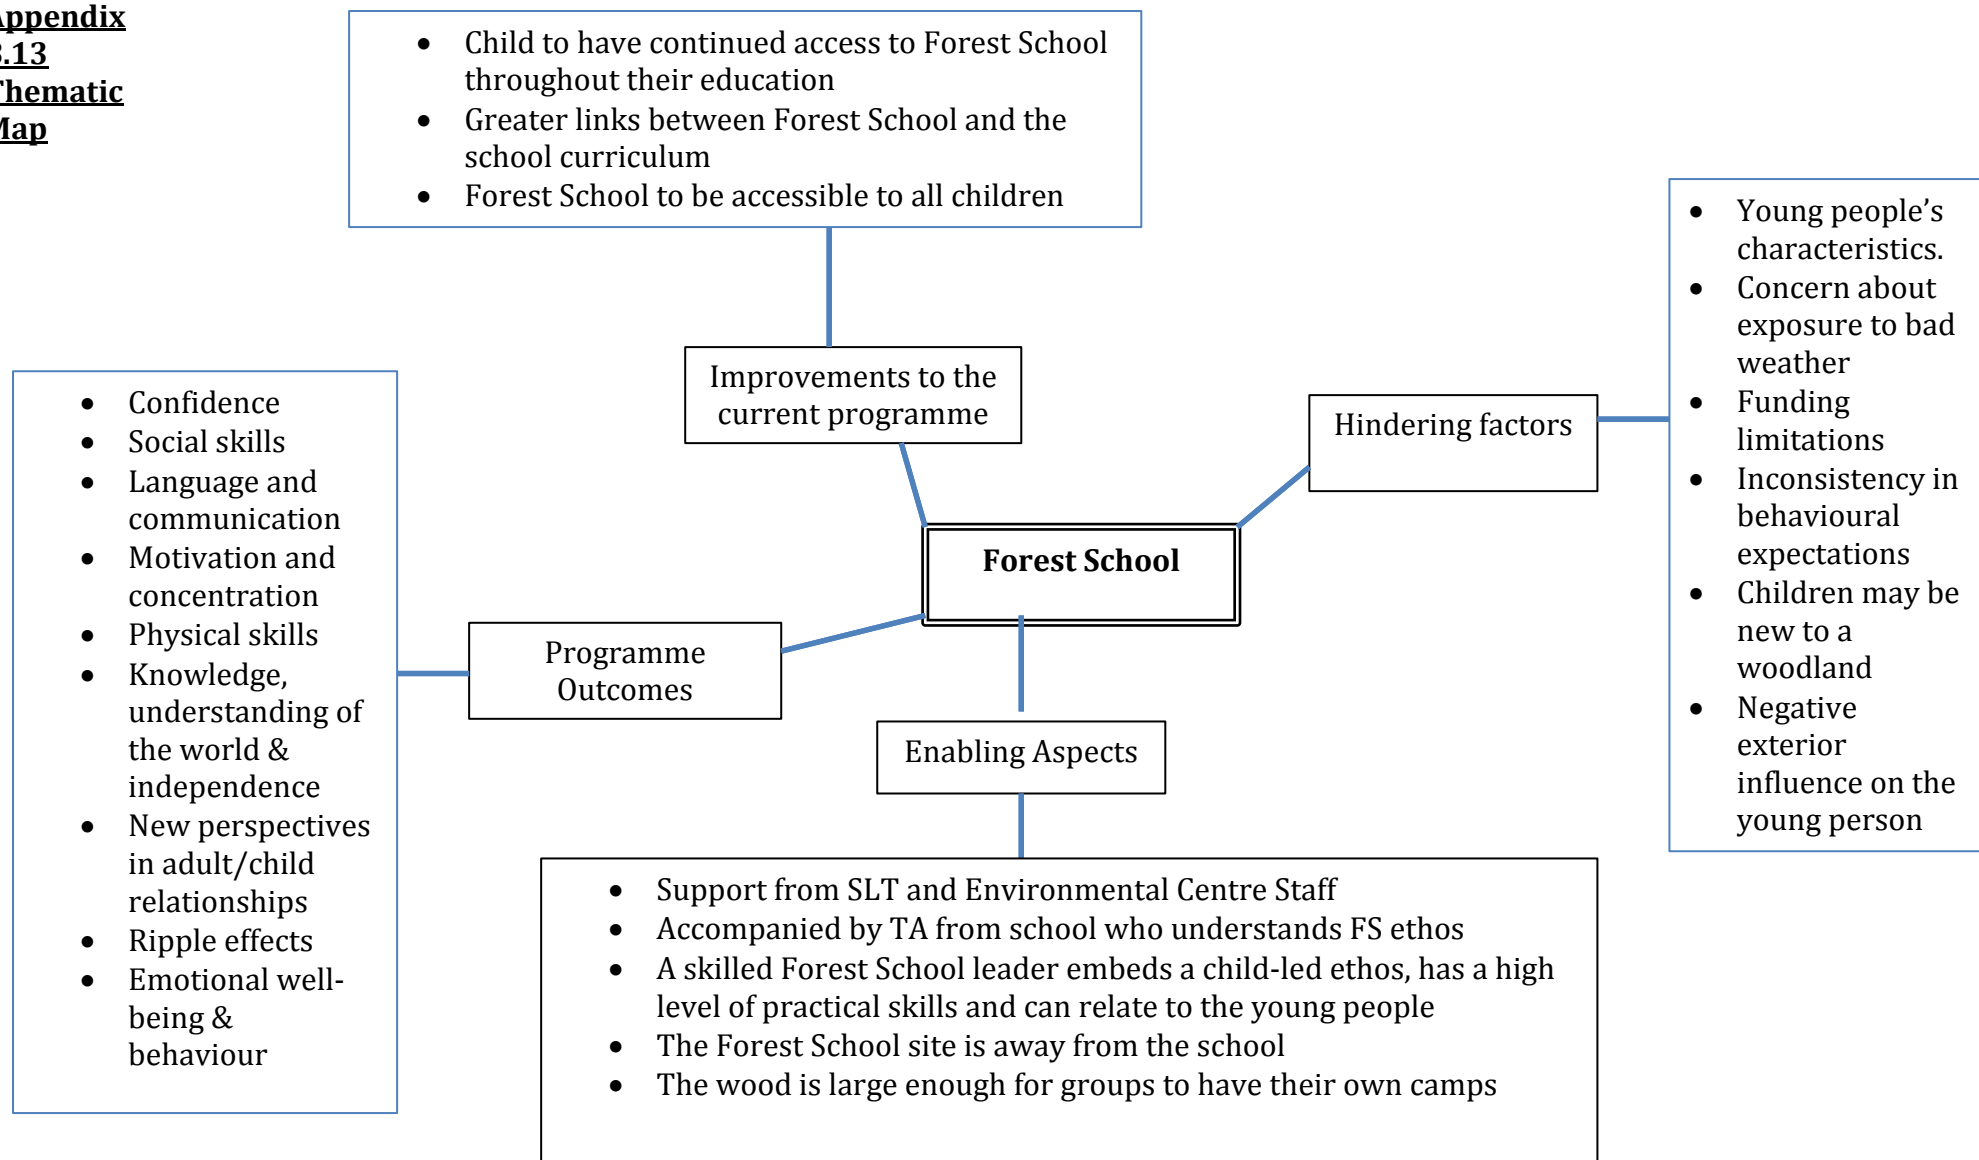 Appendix
.13
Thematic
Map
• Child to have continued access to Forest School
throughout their education
• Greater links between Forest School and the
school curriculum
• Forest School to be accessible to all children
Improvements to the
current programme
Hindering factors
• Young people’s
characteristics.
• Concern about
exposure to bad
weather
• Funding
limitations
• Inconsistency in
behavioural
expectations
• Children may be
new to a
woodland
• Negative
exterior
influence on the
young person
Forest School
• Confidence
• Social skills
• Language and
communication
• Motivation and
concentration
• Physical skills
• Knowledge,
understanding of
the world &
independence
• New perspectives
in adult/child
relationships
• Ripple effects
• Emotional well-
being &
behaviour
Programme
Outcomes
Enabling Aspects
• Support from SLT and Environmental Centre Staff
• Accompanied by TA from school who understands FS ethos
• A skilled Forest School leader embeds a child-led ethos, has a high
level of practical skills and can relate to the young people
• The Forest School site is away from the school
• The wood is large enough for groups to have their own camps